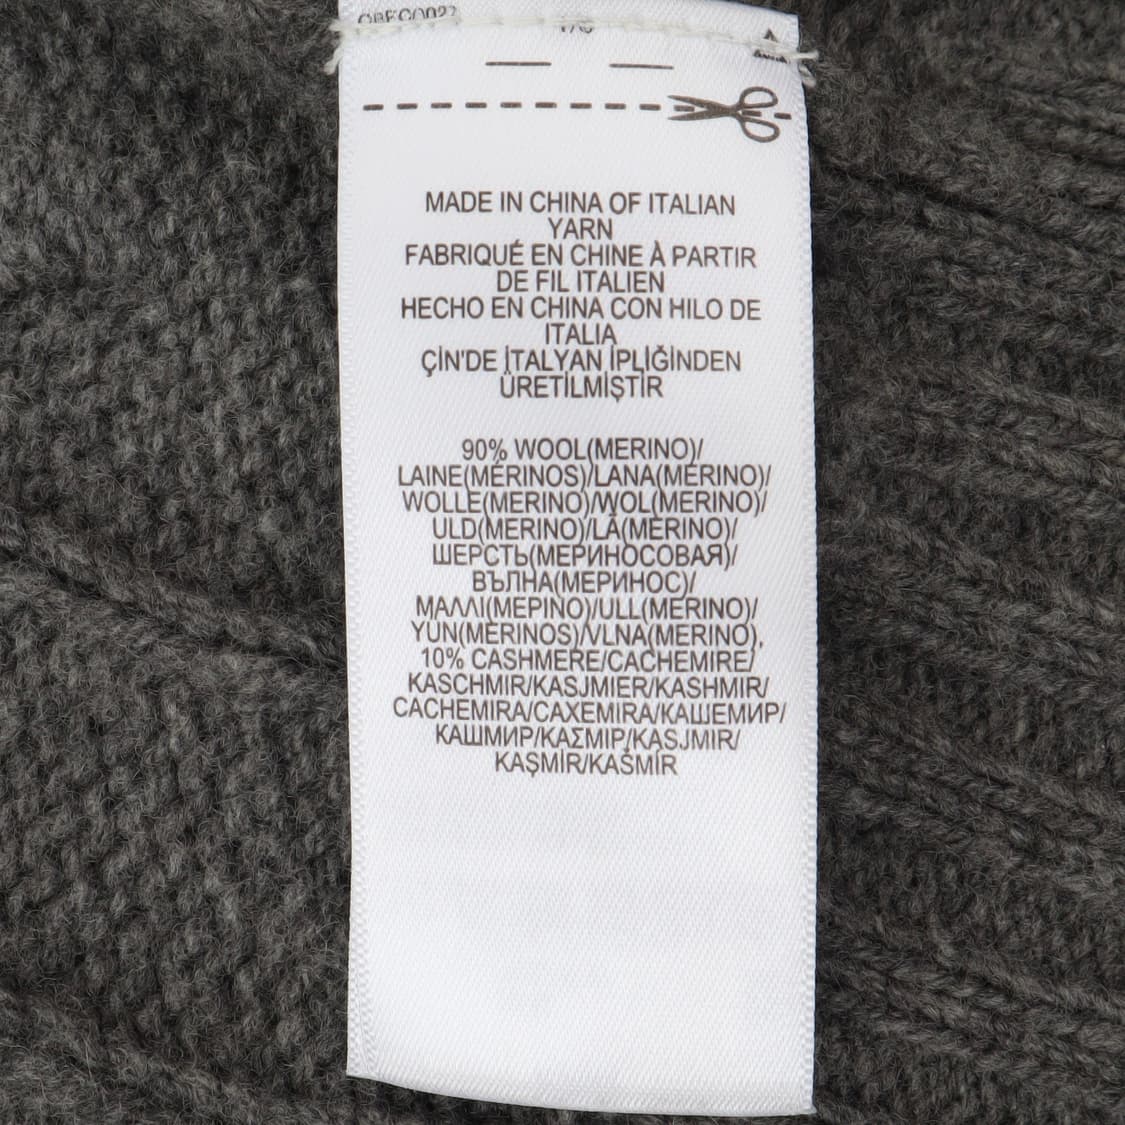 MADE IN CHINA OF ITALIAN
YARN
FABRIQUÉ EN CHINE À PARTIR
DE FIL ITALIEN
HECHO EN CHINA CON HILO DE
ITALIA
ÇİN'DE İTALYAN İPLİĞİNDEN
ÜRETİLMİŞTİR
90% WOOL(MERINO)/
LAINE(MÉRINOS)/LANA(MERINO)/
WOLLE(MERINO)/WOL(MERINO)/
ULD(MERINO)/LÃ(MERINO)/
ШЕРСТЬ(МЕРИНОСОВАЯ)/
ВЪЛНА(МЕРИНОС)/
ΜΑΛΛΙ(ΜΕΡΙΝΟ)/ULL(MERINO)/
YUN(MERINOS)/VLNA(MERINO),
10% CASHMERE/CACHEMIRE/
KASCHMIR/KASJMIER/KASHMIR/
CACHEMIRA/CAXEMIRA/КАШЕМИР/
КАШМИР/ΚΑΣΜΙΡ/KASJMIR/
KAŞMİR/KAŠMÍR